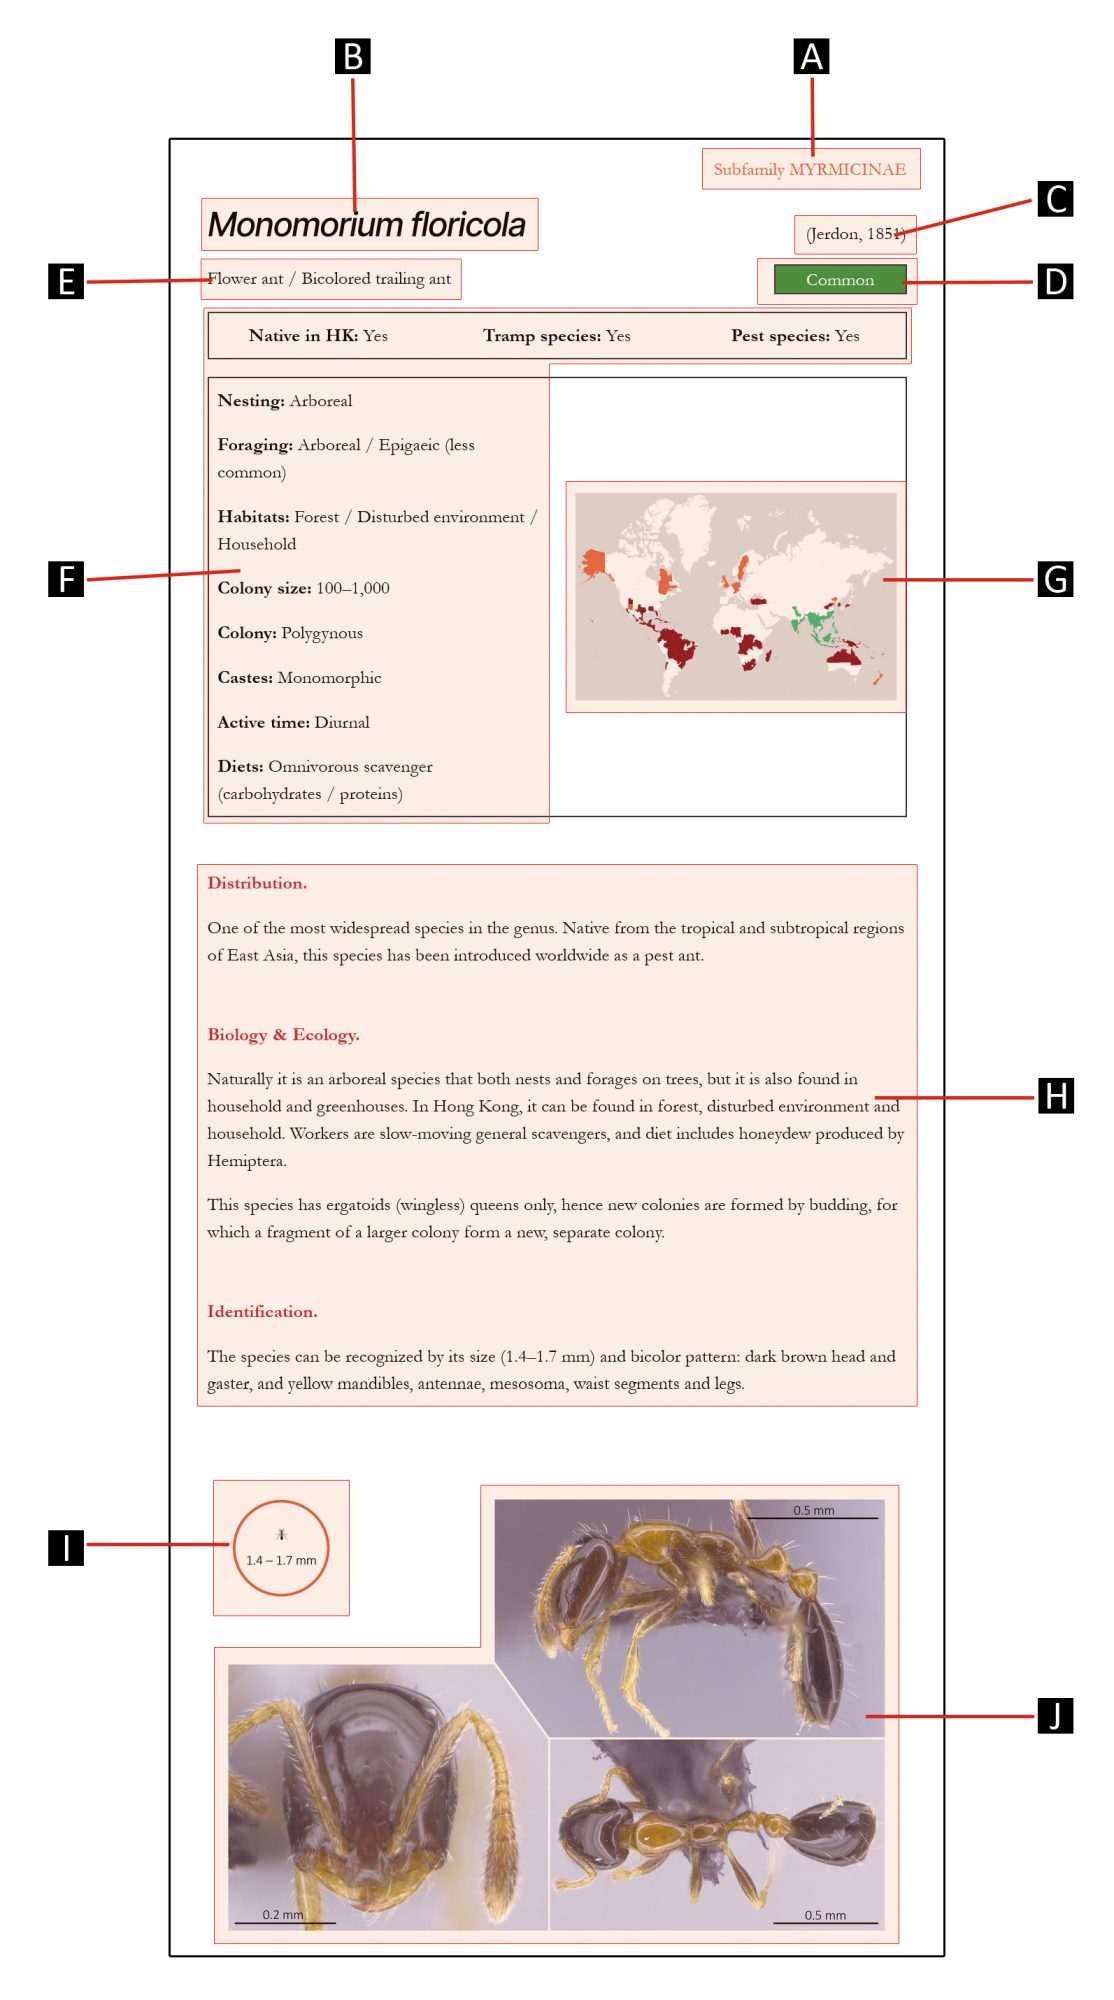 B
A
Subfamily MYRMICINAE
C
Monomorium floricola
(Jerdon, 1851)
E
Flower ant / Bicolored trailing ant
Common
D
Native in HK: Yes
Tramp species: Yes
Pest species: Yes
Nesting: Arboreal
Foraging: Arboreal / Epigaeic (less
common)
Habitats: Forest / Disturbed environment /
Household
F
Colony size: 100–1,000
Colony: Polygynous
Castes: Monomorphic
Active time: Diurnal
Diets: Omnivorous scavenger
(carbohydrates / proteins)
G
Distribution.
One of the most widespread species in the genus. Native from the tropical and subtropical regions
of East Asia, this species has been introduced worldwide as a pest ant.
Biology & Ecology.
Naturally it is an arboreal species that both nests and forages on trees, but it is also found in
household and greenhouses. In Hong Kong, it can be found in forest, disturbed environment and
household. Workers are slow-moving general scavengers, and diet includes honeydew produced by
Hemiptera.
H
This species has ergatoids (wingless) queens only, hence new colonies are formed by budding, for
which a fragment of a larger colony form a new, separate colony.
Identification.
The species can be recognized by its size (1.4–1.7 mm) and bicolor pattern: dark brown head and
gaster, and yellow mandibles, antennae, mesosoma, waist segments and legs.
I
1.4 – 1.7 mm
0.5 mm
J
0.2 mm
0.5 mm